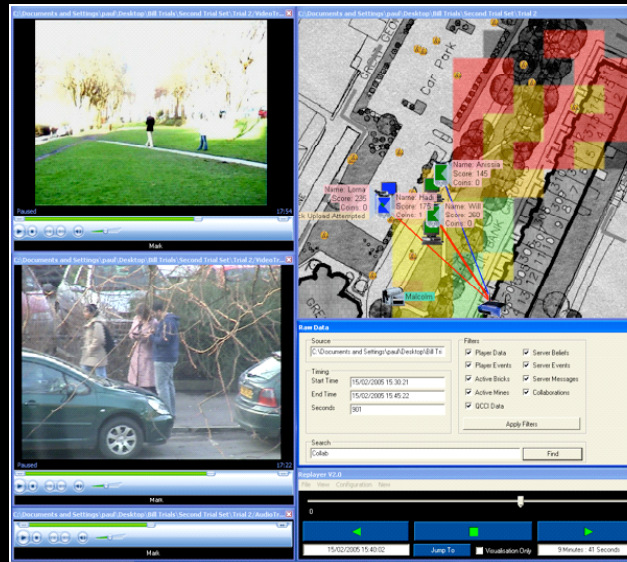 C:\Documents and Settings\paul\Desktop\Bill Trials\Second Trial Set\Trial 2/VideoTr...
Paused
17:54
Mark
C:\Documents and Settings\paul\Desktop\Bill Trials\Second Trial Set\Trial 2/VideoTr...
Paused
17:22
Mark
C:\Documents and Settings\paul\Desktop\Bill Trials\Second Trial Set\Trial 2/AudioTr...
Mark
C:\Documents and Settings\paul\Desktop\Bill Trials\Second Trial Set\Trial 2
Car Park
Name: Anissia
Score: 145
Coins: 0
Name: Lorna
Score: 235
Coins: 0
ck Upload Attempted
Name: Hadi
Score: 175
Coins: 1
Name: Will
Score: 360
Coins: 0
Malcolm
Raw Data
Source
C:\Documents and Settings\paul\Desktop\Bill To
Timing
Start Time
15/02/2005 15:30:21
End Time
15/02/2005 15:45:22
Seconds
901
Filters
Player Data
Server Beliefs
Player Events
Server Events
Active Bricks
Server Messages
Active Mines
Collaborations
QCCI Data
Apply Filters
Search
Collab
Find
Replayer V2.0
File View Configuration New
0
15/02/2005 15:40:02
Jump To
Visualisation Only
9 Minutes : 41 Seconds